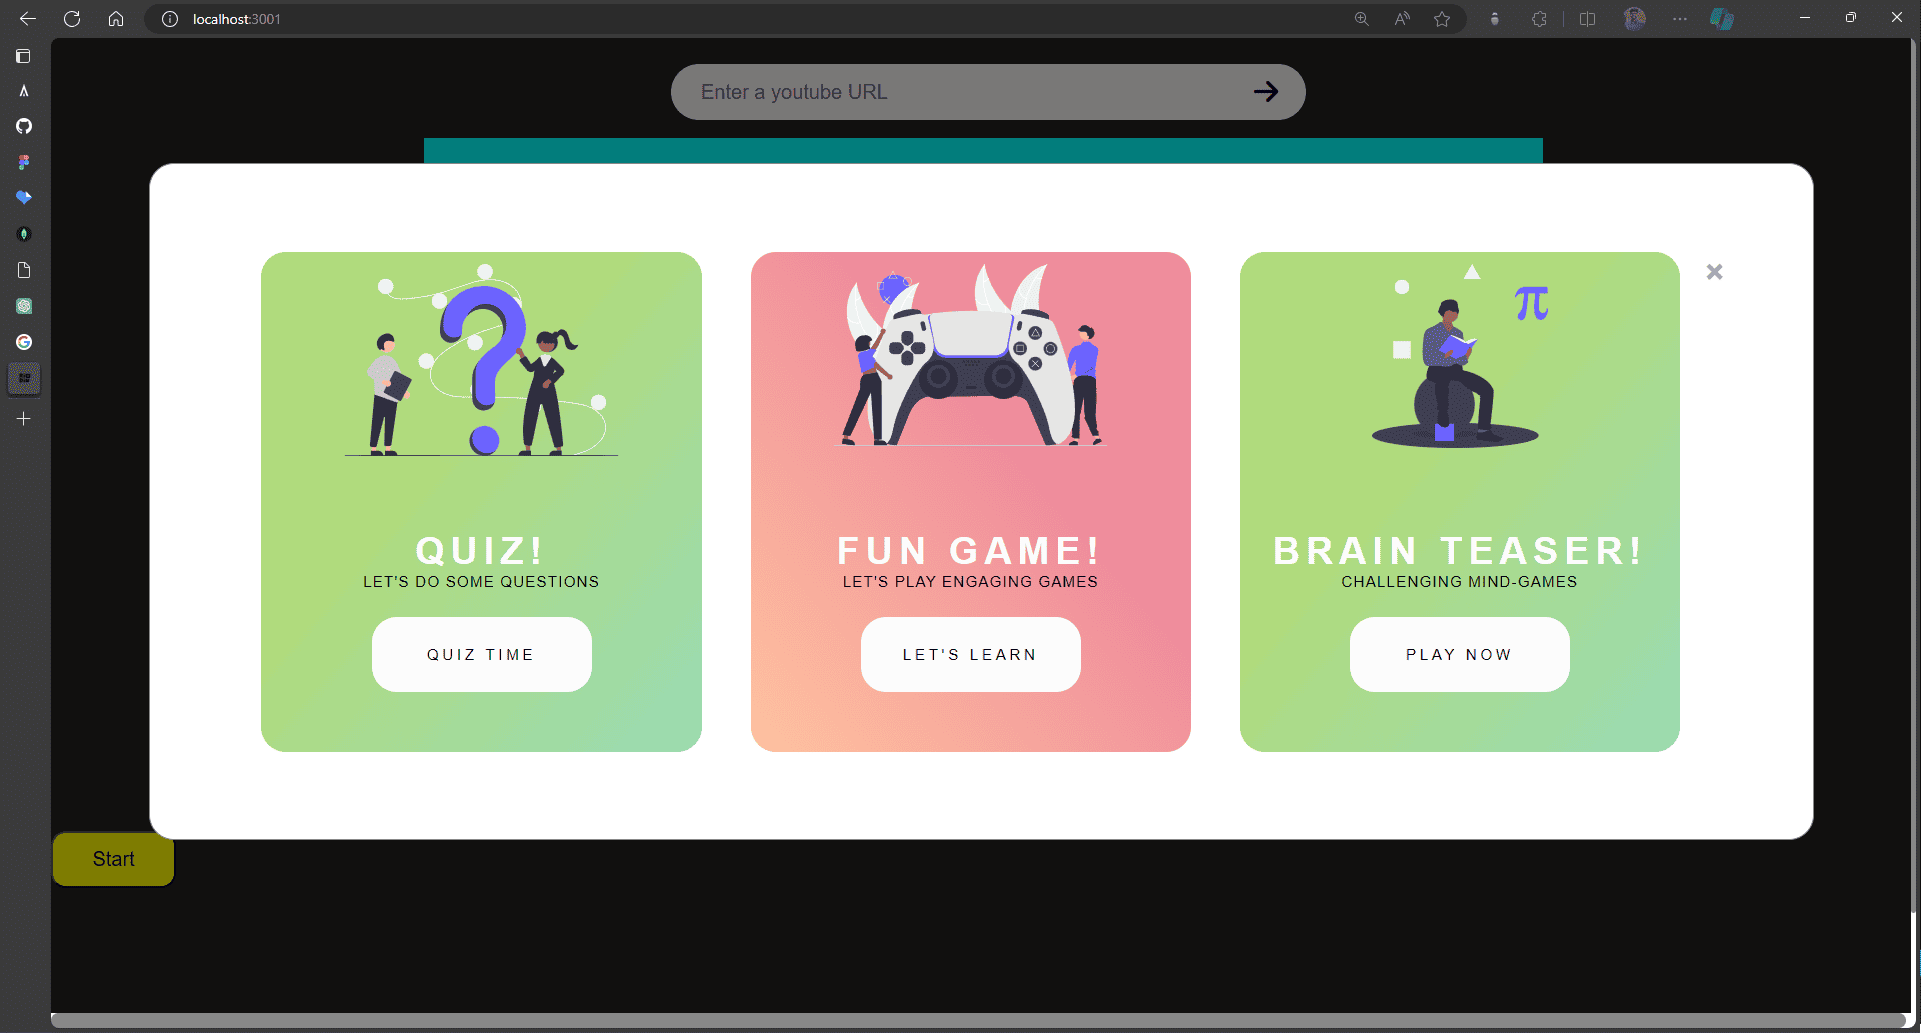 localhost:3001
Enter a youtube URL
QUIZ!
LET'S DO SOME QUESTIONS
QUIZ TIME
FUN GAME!
LET'S PLAY ENGAGING GAMES
LET'S LEARN
π
BRAIN TEASER!
CHALLENGING MIND-GAMES
PLAY NOW
Start